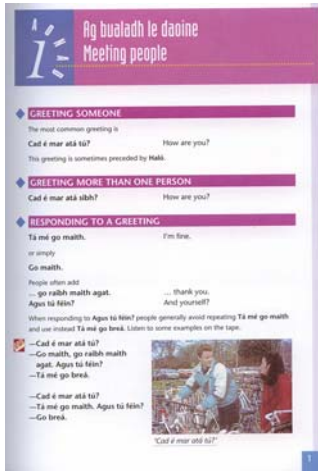 Ag bualadh le daoine
Meeting people
GREETING SOMEONE
The most common greeting is
Cad é mar atá tú? How are you?
This greeting is sometimes preceded by Haló.
GREETING MORE THAN ONE PERSON
Cad é mar atá sibh? How are you?
RESPONDING TO A GREETING
Tá mé go maith. I'm fine.
or simply
Go maith.
People often add
... go raibh maith agat. ... thank you.
Agus tú féin? And yourself?
When responding to Agus tú féin? people generally avoid repeating Tá mé go maith
and use instead Tá mé go breá. Listen to some examples on the tape.
—Cad é mar atá tú?
—Go maith, go raibh maith
agat. Agus tú féin?
—Tá mé go breá.
—Cad é mar atá tú?
—Tá mé go maith. Agus tú féin?
—Go breá.
'Cad é mar atá tú?'
1